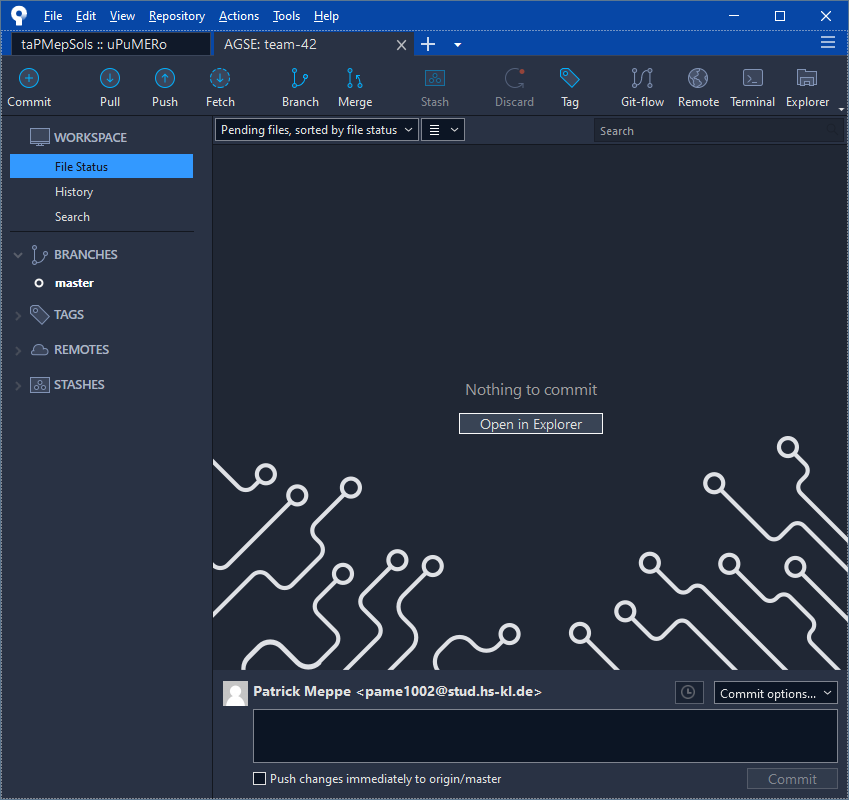 File Edit View Repository Actions Tools Help
taPMepSols :: uPuMERo AGSE: team-42
Commit Pull Push Fetch Branch Merge Stash Discard Tag Git-flow Remote Terminal Explorer
WORKSPACE
File Status
History
Search
BRANCHES
master
TAGS
REMOTES
STASHES
Pending files, sorted by file status
Search
Nothing to commit
Open in Explorer
Patrick Meppe <pame1002@stud.hs-kl.de>
Commit options...
Push changes immediately to origin/master
Commit